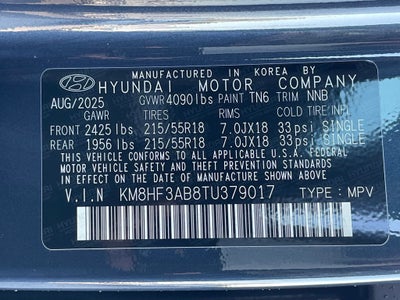 MANUFACTURED IN KOREA BY
HYUNDAI MOTOR COMPANY
AUG/2025 GVWR 4090lbs PAINT TN6 TRIM NNB
GAWR TIRES RIMS COLD TIRE INFL
FRONT 2425 lbs 215/55R18 7.0JX18 33psi SINGLE
REAR 1956 lbs 215/55R18 7.0JX18 33psi SINGLE
THIS VEHICLE CONFORMS TO ALL APPLICABLE FEDERAL
MOTOR VEHICLE SAFETY, BUMPER, AND THEFT PREVENTION STANDARDS
IN EFFECT ON THE DATE OF MANUFACTURE SHOWN ABOVE.
V.I.N KM8HF3AB8TU379017 TYPE : MPV